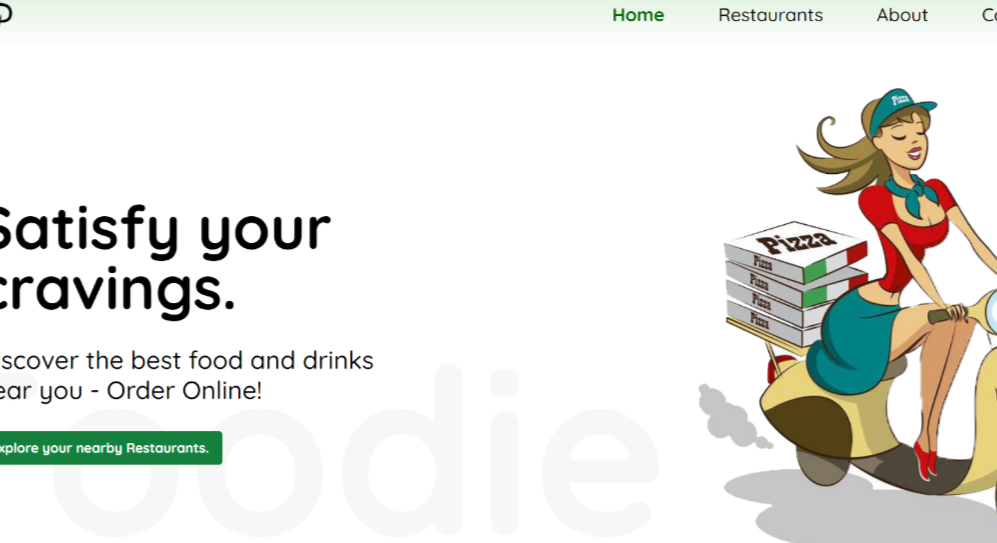 Home Restaurants About
Satisfy your
cravings.
iscover the best food and drinks
ear you - Order Online!
xplore your nearby Restaurants.
oodie
Pizza
Pizza
Pizza
Pizza
Pizza
Pizza